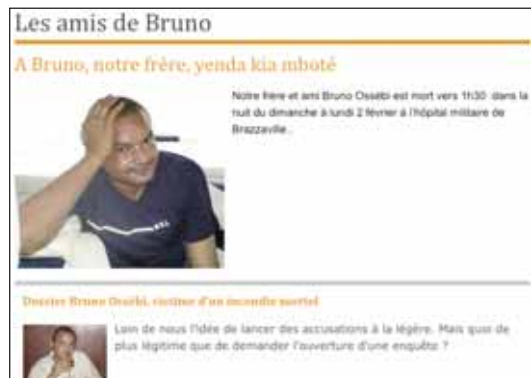 Les amis de Bruno
A Bruno, notre frère, yenda kia mboté
Notre frère et ami Bruno Ossébi est mort vers 1h30 dans la
nuit du dimanche à lundi 2 février à l'hôpital militaire de
Brazzaville..
Dossier Bruno Ossébi, victime d'un incendie mortel
Loin de nous l'idée de lancer des accusations à la légère. Mais quoi de
plus légitime que de demander l'ouverture d'une enquête ?